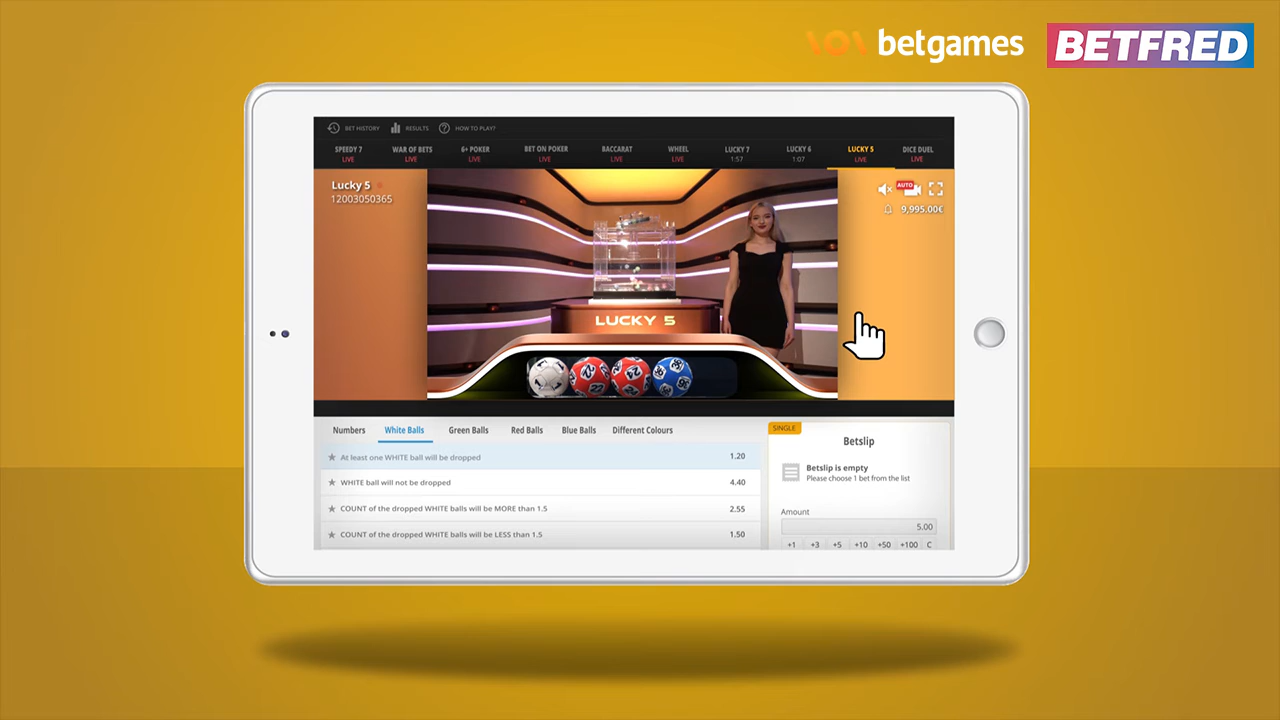 betgames BETFRED
BET HISTORY RESULTS HOW TO PLAY?
SPEEDY 7 WAR OF BETS 6+ POKER BET ON POKER BACCARAT WHEEL LUCKY 7 LUCKY 6 LUCKY 5 DICE DUEL
LIVE LIVE LIVE LIVE LIVE LIVE 1:57 1:07 LIVE LIVE
Lucky 5 AUTO
12003050365 9,995.00€
LUCKY 5
22 24 36
Numbers White Balls Green Balls Red Balls Blue Balls Different Colours
SINGLE
Betslip
At least one WHITE ball will be dropped 1.20
Betslip is empty
Please choose 1 bet from the list
WHITE ball will not be dropped 4.40
COUNT of the dropped WHITE balls will be MORE than 1.5 2.55
Amount
5.00
COUNT of the dropped WHITE balls will be LESS than 1.5 1.50
+1 +3 +5 +10 +50 +100 C